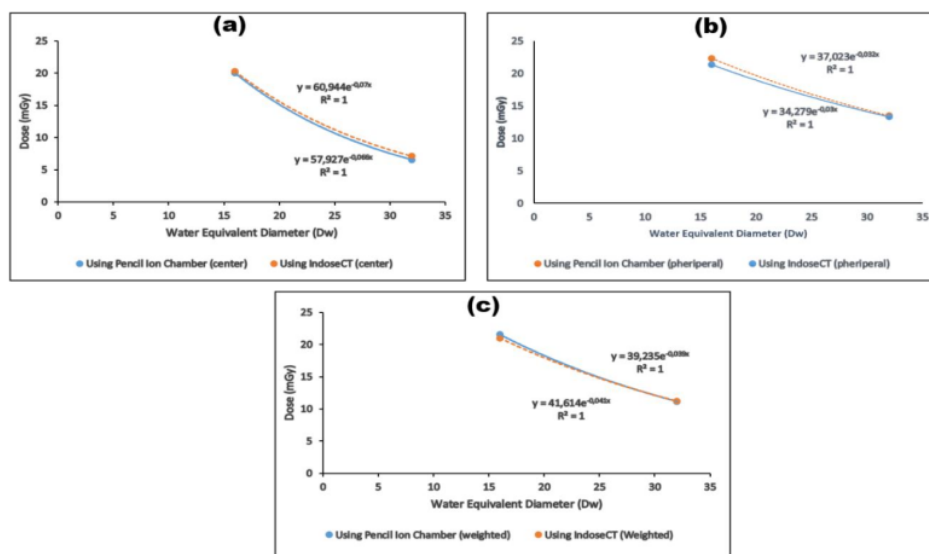 (a)
25
20
15
10
5
0
Dose (mGy)
y = 60,944e-0,07x
R² = 1
y = 57,927e-0,066x
R² = 1
0 5 10 15 20 25 30 35
Water Equivalent Diameter (Dw)
Using Pencil Ion Chamber (center) Using IndoseCT (center)
(b)
25
20
15
10
5
0
Dose (mGy)
y = 37,023e-0,032x
R² = 1
y = 34,279e-0,03x
R² = 1
0 5 10 15 20 25 30 35
Water Equivalent Diameter (Dw)
Using Pencil Ion Chamber (pheriperal) Using IndoseCT (pheriperal)
(c)
25
20
15
10
5
0
Dose (mGy)
y = 39,235e-0,039x
R² = 1
y = 41,614e-0,041x
R² = 1
0 5 10 15 20 25 30 35
Water Equivalent Diameter (Dw)
Using Pencil Ion Chamber (weighted) Using IndoseCT (Weighted)